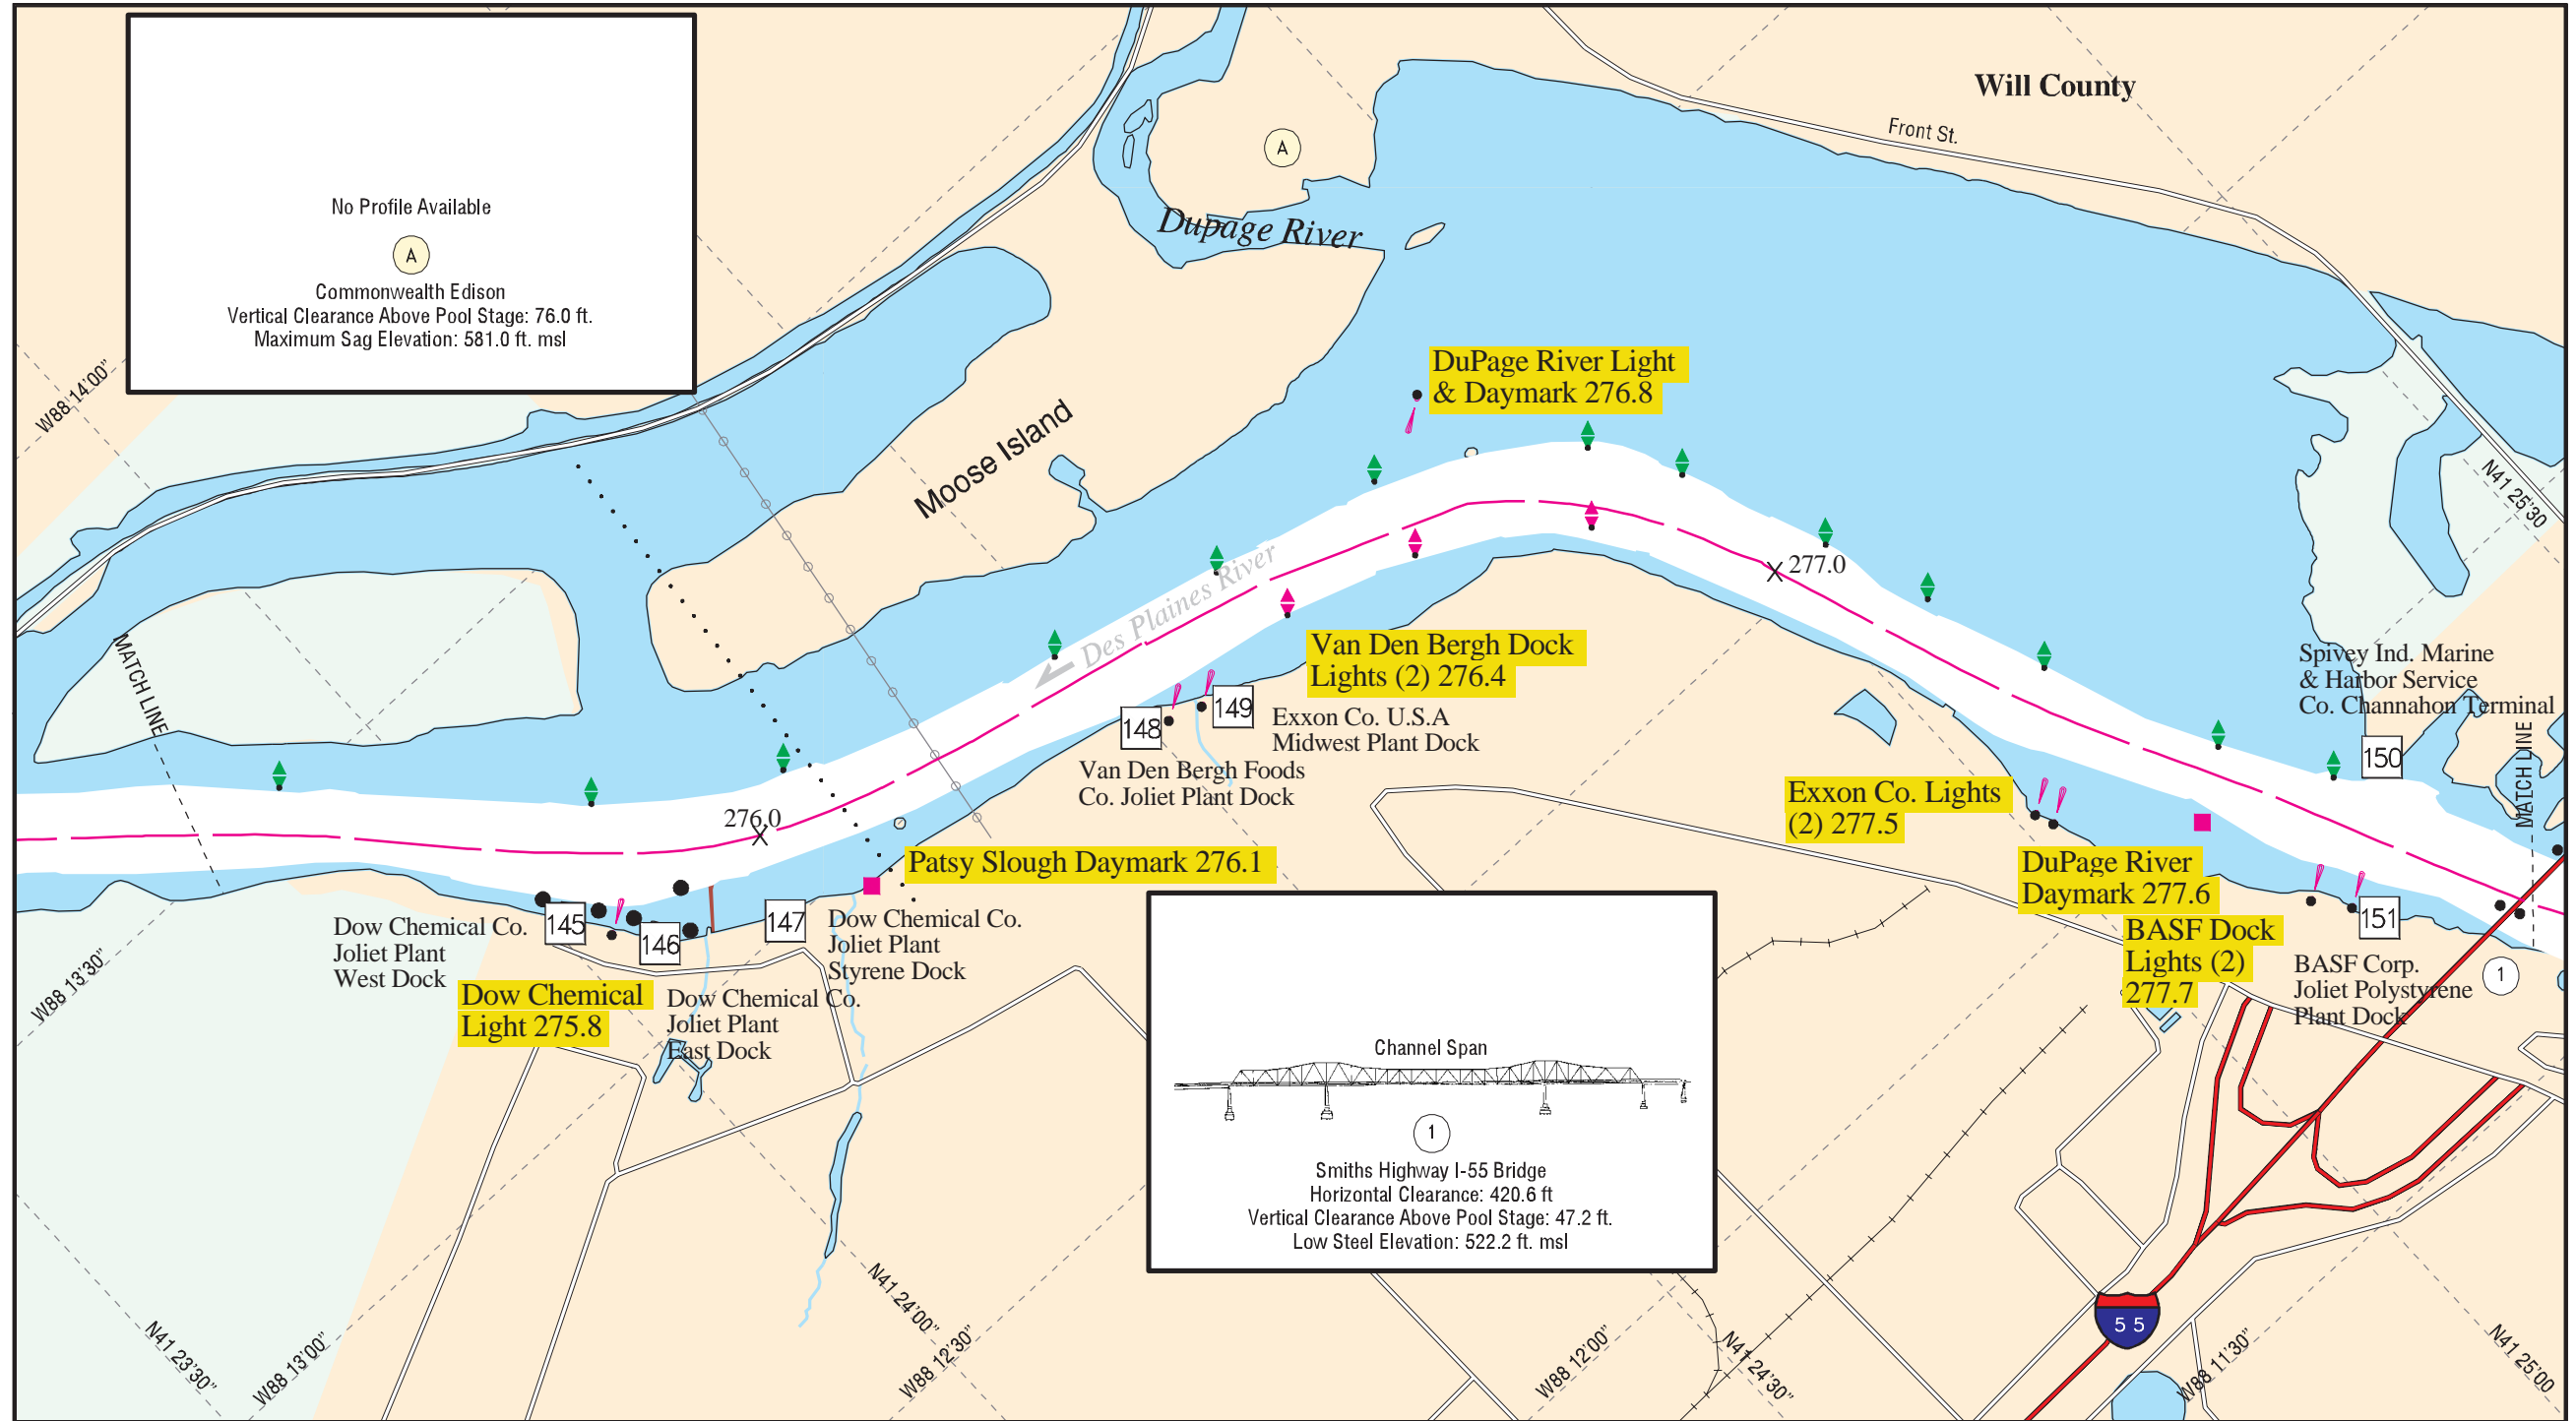 No Profile Available
A
Commonwealth Edison
Vertical Clearance Above Pool Stage: 76.0 ft.
Maximum Sag Elevation: 581.0 ft. msl
Will County
Front St.
A
Dupage River
W88 14'00"
Moose Island
DuPage River Light
& Daymark 276.8
N41 25'30
277.0
Des Plaines River
MATCH LINE
Van Den Bergh Dock
Lights (2) 276.4
Spivey Ind. Marine
& Harbor Service
Co. Channahon Terminal
148
149
Exxon Co. U.S.A
Midwest Plant Dock
150
MATCH LINE
Van Den Bergh Foods
Co. Joliet Plant Dock
Exxon Co. Lights
(2) 277.5
276.0
Patsy Slough Daymark 276.1
DuPage River
Daymark 277.6
145
146
147
151
Dow Chemical Co.
Joliet Plant
West Dock
Dow Chemical Co.
Joliet Plant
Styrene Dock
BASF Dock
Lights (2)
277.7
BASF Corp.
Joliet Polystyrene
Plant Dock
1
W88 13'30"
Dow Chemical
Light 275.8
Dow Chemical Co.
Joliet Plant
East Dock
Channel Span
1
Smiths Highway I-55 Bridge
Horizontal Clearance: 420.6 ft
Vertical Clearance Above Pool Stage: 47.2 ft.
Low Steel Elevation: 522.2 ft. msl
55
N41 23'30"
W88 13'00"
N41 24'00"
W88 12'30"
W88 12'00"
N41 24'30"
W88 11'30"
N41 25'00